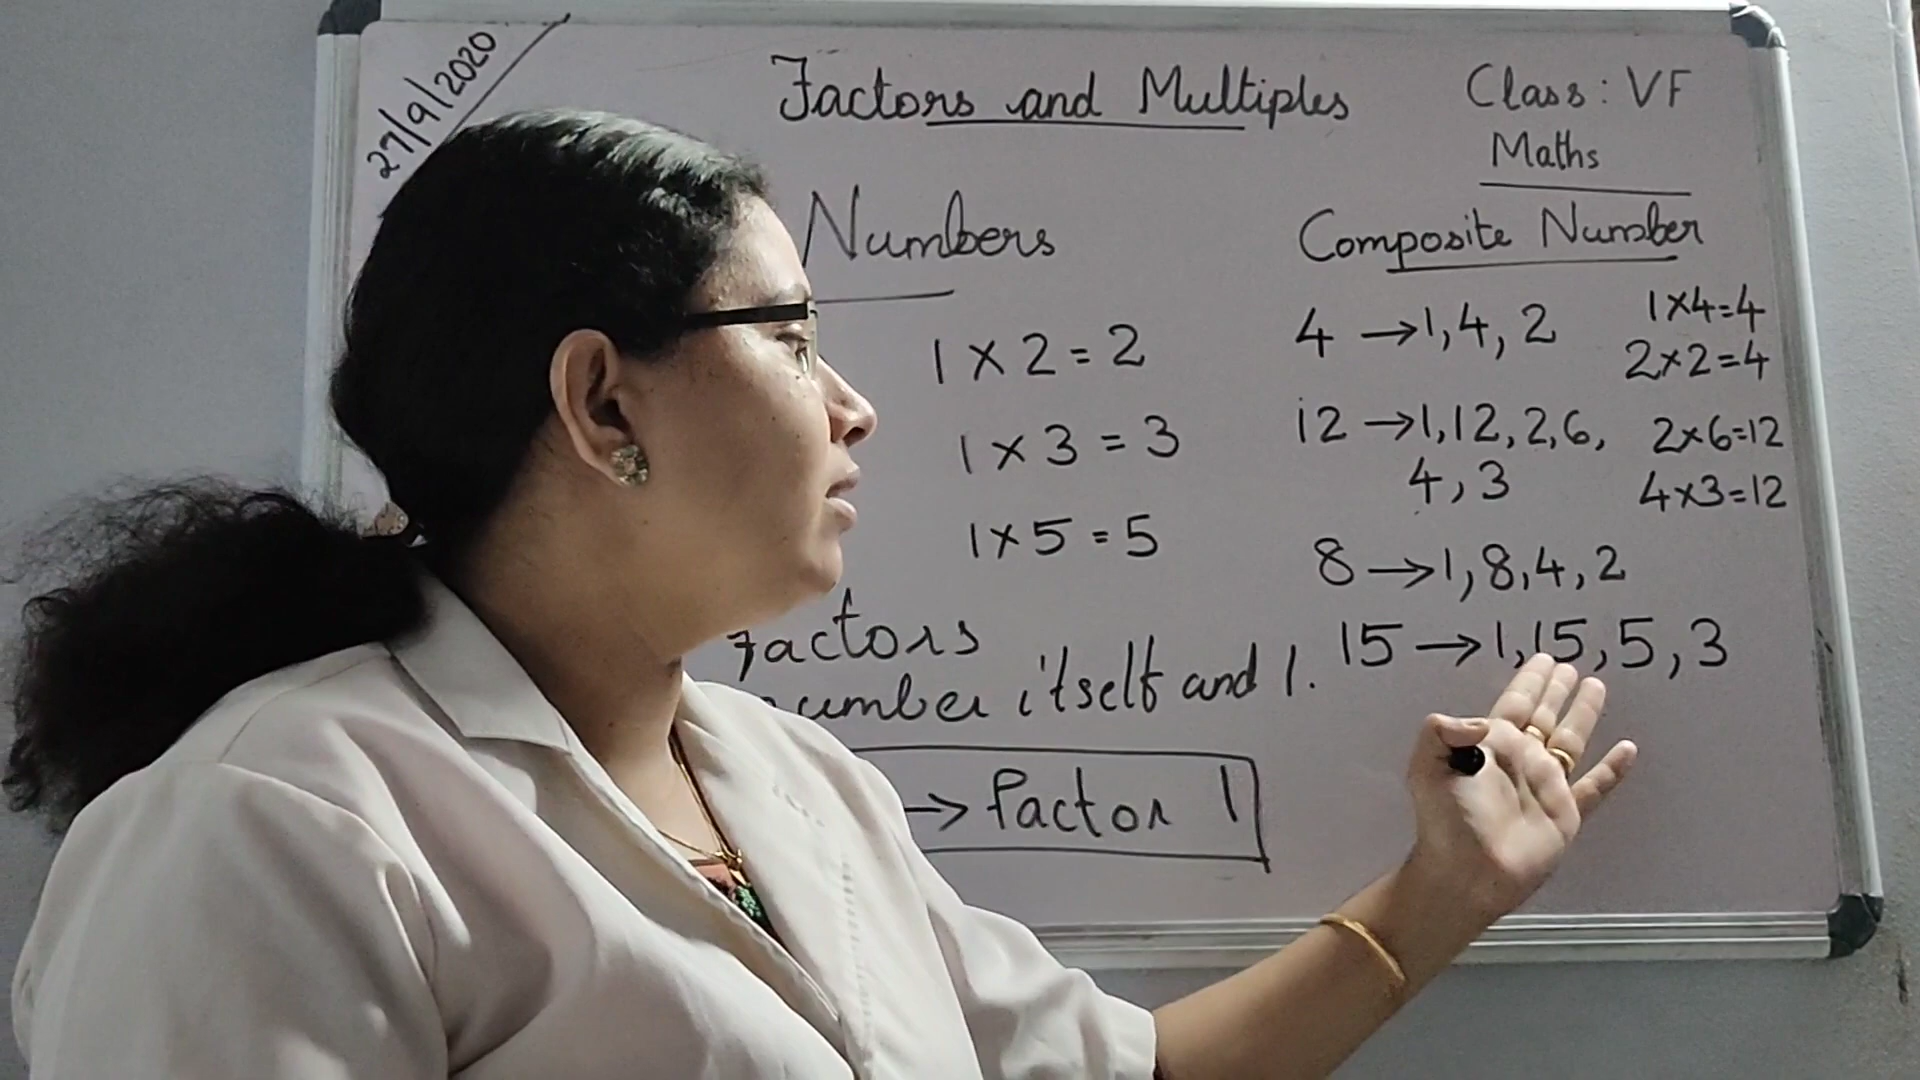 27/9/2020
Factors and Multiples
Class: VF
Maths
Numbers
1 × 2 = 2
1 × 3 = 3
1 × 5 = 5
Factors
number itself and 1.
→ Factor 1
Composite Number
4 → 1, 4, 2
1×4=4
2×2=4
12 → 1, 12, 2, 6,
4, 3
2×6=12
4×3=12
8 → 1, 8, 4, 2
15 → 1, 15, 5, 3